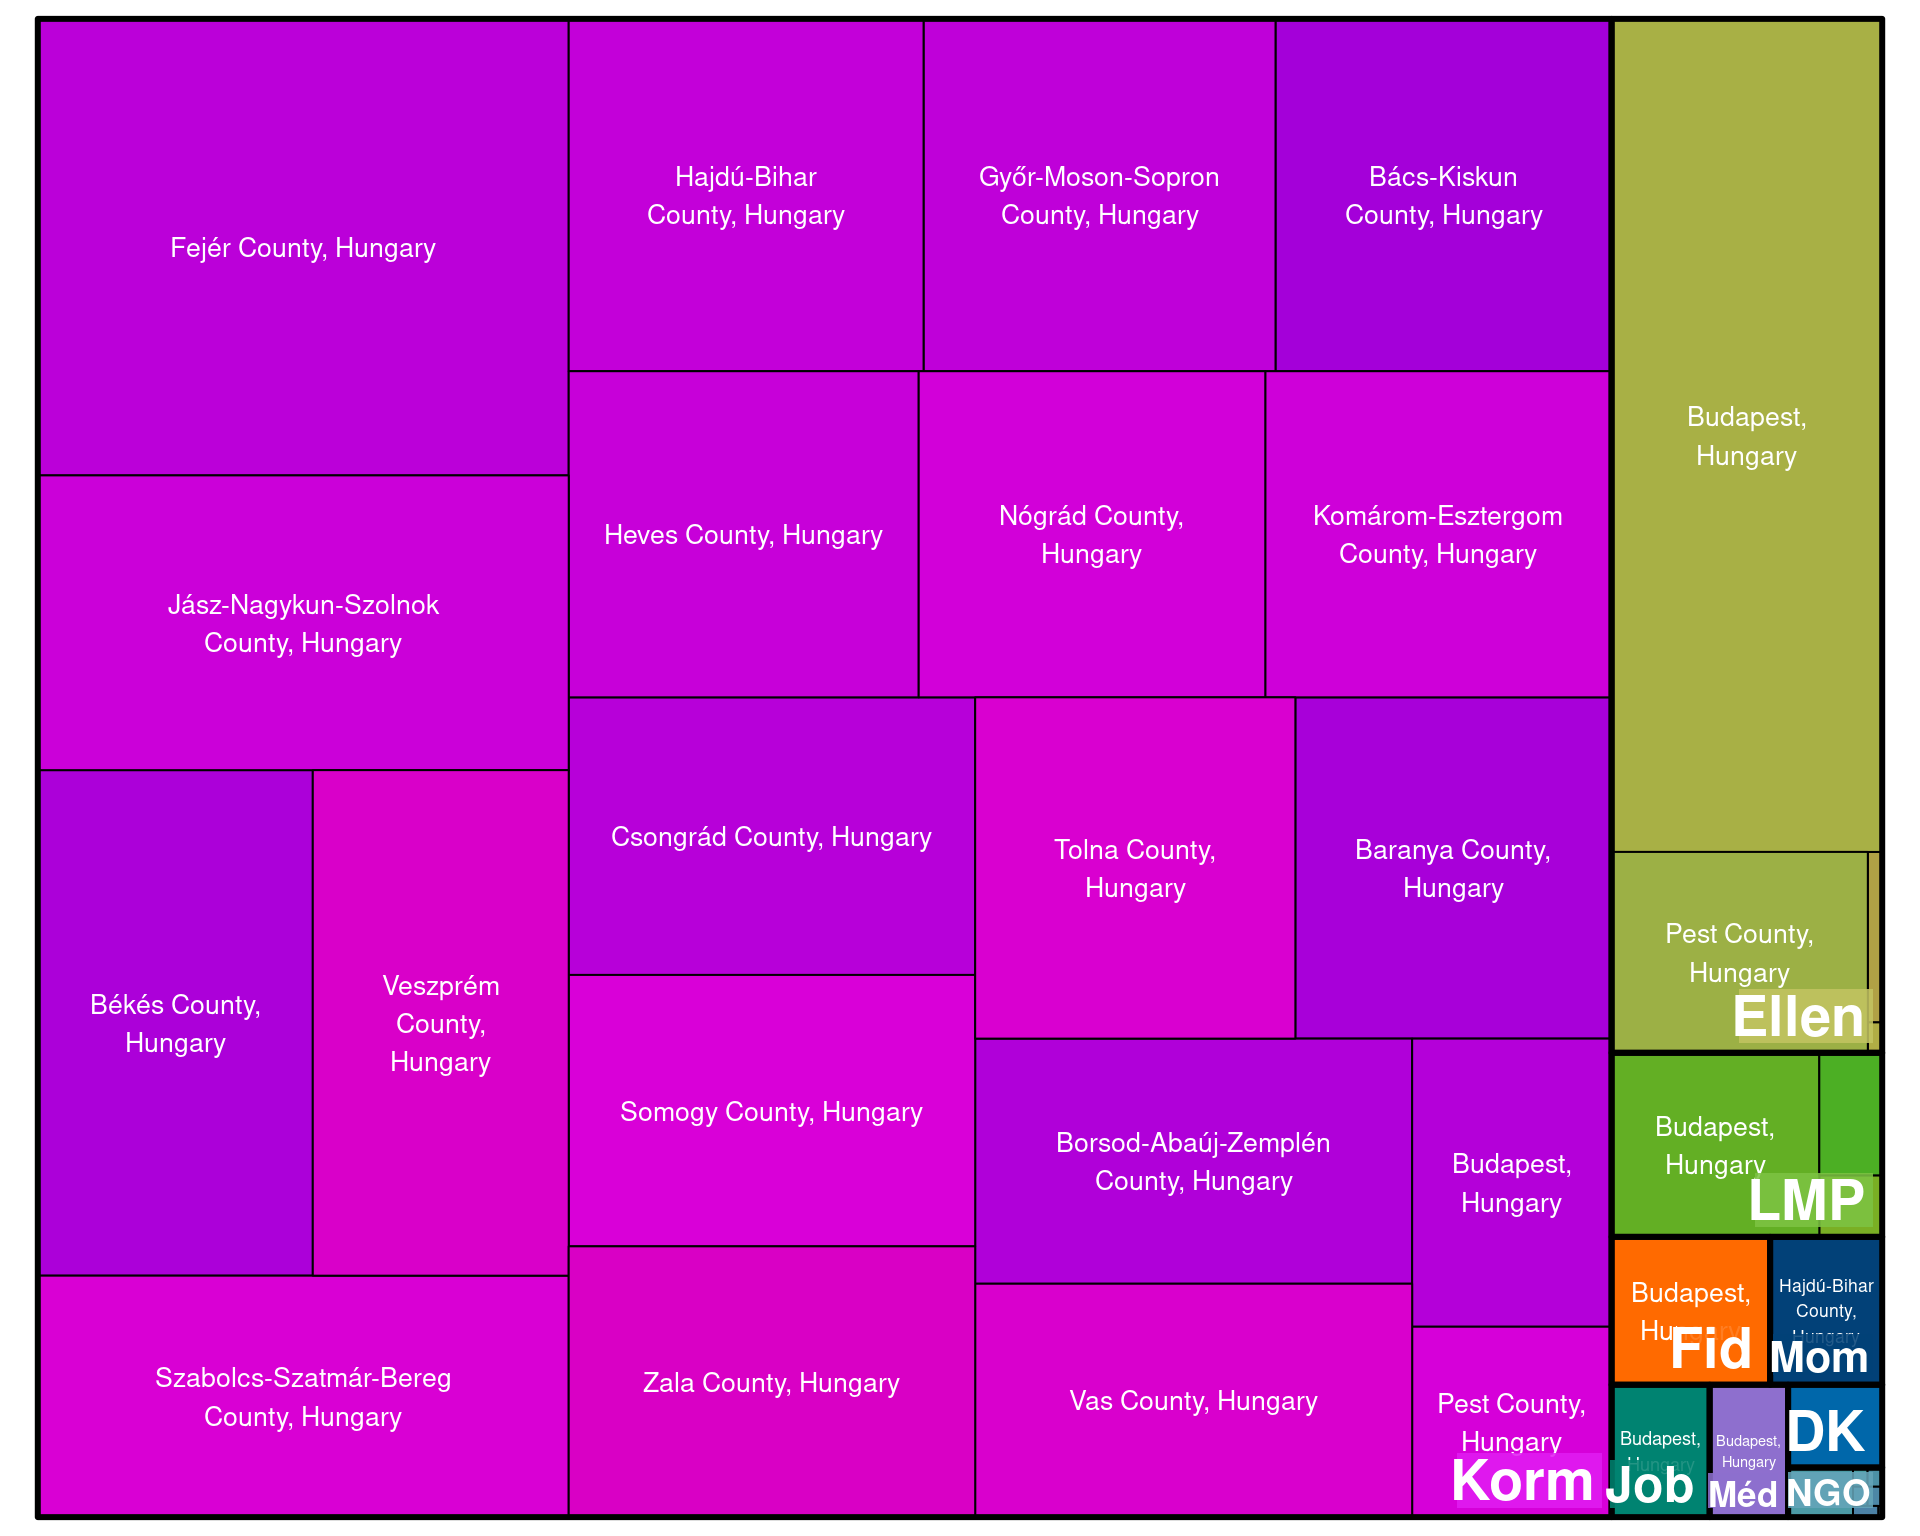 Fejér County, Hungary
Hajdú-Bihar
County, Hungary
Győr-Moson-Sopron
County, Hungary
Bács-Kiskun
County, Hungary
Budapest,
Hungary
Heves County, Hungary
Nógrád County,
Hungary
Komárom-Esztergom
County, Hungary
Jász-Nagykun-Szolnok
County, Hungary
Csongrád County, Hungary
Tolna County,
Hungary
Baranya County,
Hungary
Pest County,
Hungary
Ellen
Békés County,
Hungary
Veszprém
County,
Hungary
Somogy County, Hungary
Borsod-Abaúj-Zemplén
County, Hungary
Budapest,
Hungary
Budapest,
Hungary
LMP
Budapest,
Hungary
Fid
Hajdú-Bihar
County,
Hungary
Mom
Szabolcs-Szatmár-Bereg
County, Hungary
Zala County, Hungary
Vas County, Hungary
Pest County,
Hungary
Korm
Budapest,
Hungary
Job
Budapest,
Hungary
Méd
DK
NGO